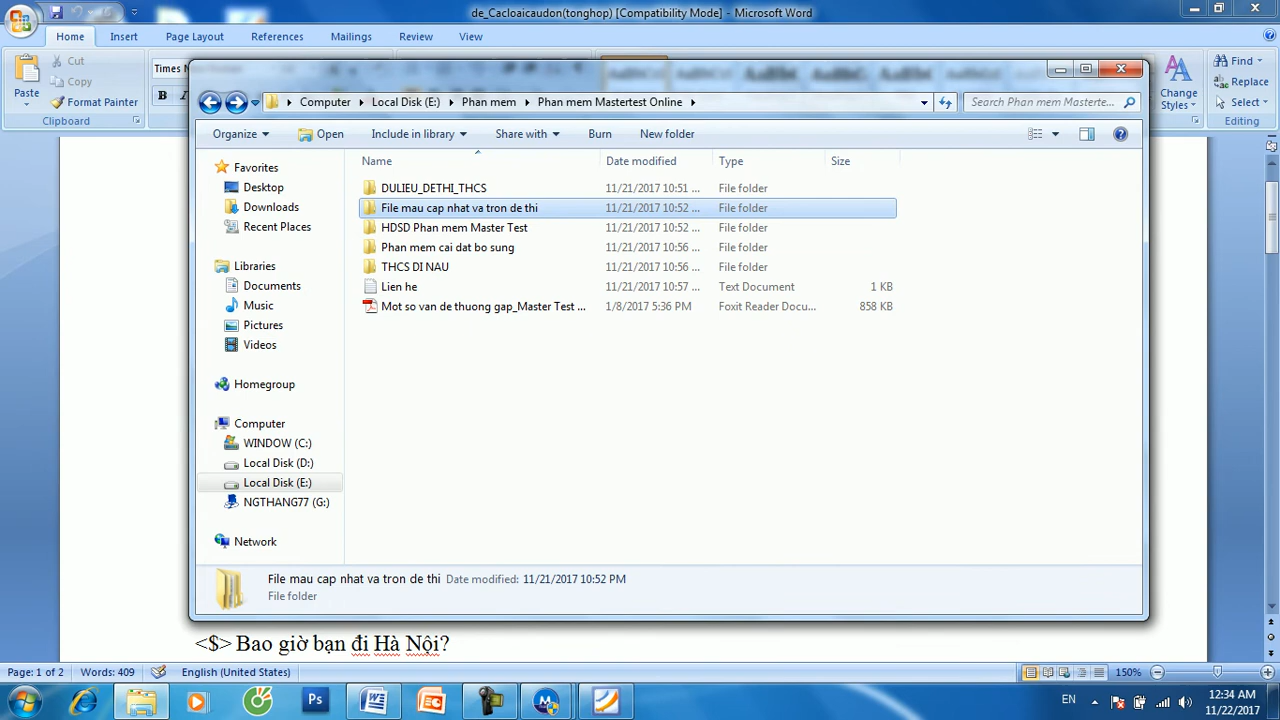 de_Cacloaicaudon(tonghop) [Compatibility Mode] - Microsoft Word
Home Insert Page Layout References Mailings Review View
Paste
Cut
Copy
Format Painter
Clipboard
Times
B
Change Styles
Find
Replace
Select
Editing
Computer Local Disk (E:) Phan mem Phan mem Mastertest Online
Search Phan mem Masterte...
Organize Open Include in library Share with Burn New folder
Name Date modified Type Size
DULIEU_DETHI_THCS 11/21/2017 10:51 ... File folder
File mau cap nhat va tron de thi 11/21/2017 10:52 ... File folder
HDSD Phan mem Master Test 11/21/2017 10:52 ... File folder
Phan mem cai dat bo sung 11/21/2017 10:56 ... File folder
THCS DI NAU 11/21/2017 10:56 ... File folder
Lien he 11/21/2017 10:57 ... Text Document 1 KB
Mot so van de thuong gap_Master Test ... 1/8/2017 5:36 PM Foxit Reader Docu... 858 KB
Favorites
Desktop
Downloads
Recent Places
Libraries
Documents
Music
Pictures
Videos
Homegroup
Computer
WINDOW (C:)
Local Disk (D:)
Local Disk (E:)
NGTHANG77 (G:)
Network
File mau cap nhat va tron de thi Date modified: 11/21/2017 10:52 PM
File folder
<$> Bao giờ bạn đi Hà Nội?
Page: 1 of 2 Words: 409 English (United States) 150%
Ps
EN
12:34 AM
11/22/2017